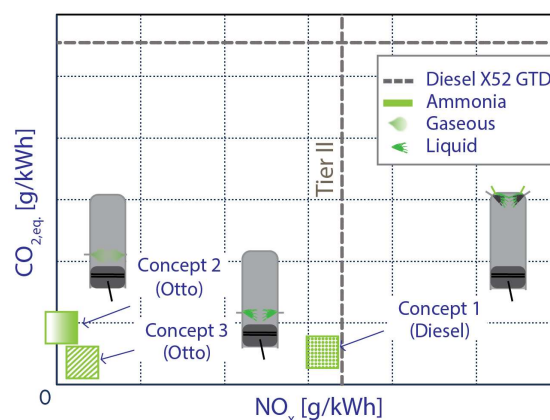 CO2,eq. [g/kWh]
Diesel X52 GTD
Ammonia
Gaseous
Liquid
Tier II
Concept 2
(Otto)
Concept 3
(Otto)
Concept 1
(Diesel)
0
NOx [g/kWh]